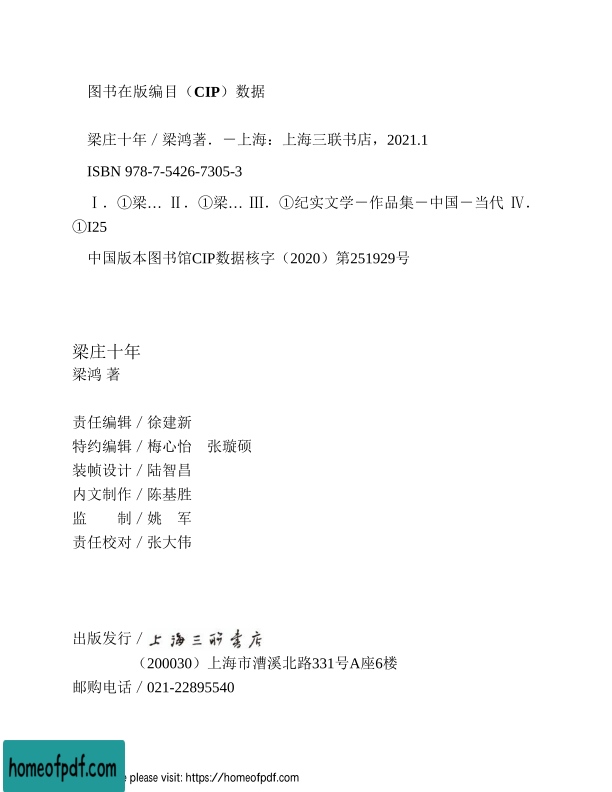 图书在版编目（CIP）数据
梁庄十年／梁鸿著．－上海：上海三联书店，2021.1
ISBN 978-7-5426-7305-3
Ⅰ．①梁… Ⅱ．①梁… Ⅲ．①纪实文学－作品集－中国－当代 Ⅳ．
①I25
中国版本图书馆CIP数据核字（2020）第251929号
梁庄十年
梁鸿 著
责任编辑／徐建新
特约编辑／梅心怡　张璇硕
装帧设计／陆智昌
内文制作／陈基胜
监　　制／姚　军
责任校对／张大伟
出版发行／上海三联书店
（200030）上海市漕溪北路331号A座6楼
邮购电话／021-22895540
homeofpdf.com
e please visit: https://homeofpdf.com